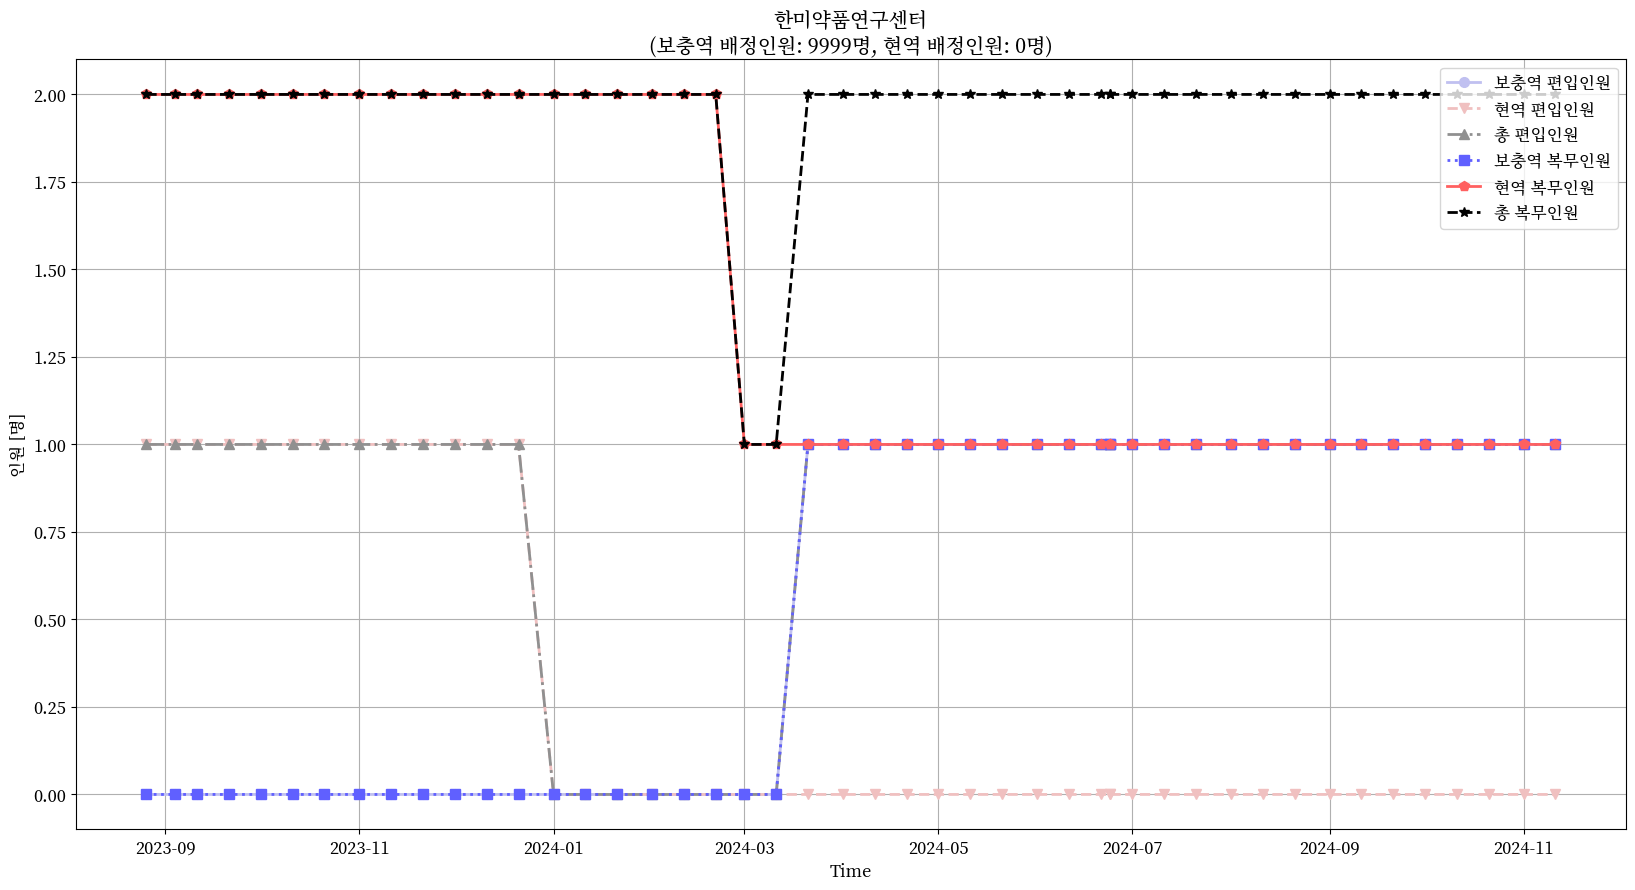 한미약품연구센터
(보충역 배정인원: 9999명, 현역 배정인원: 0명)
보충역 편입인원
현역 편입인원
총 편입인원
보충역 복무인원
현역 복무인원
총 복무인원
2.00
1.75
1.50
1.25
1.00
0.75
0.50
0.25
0.00
인원 [명]
2023-09
2023-11
2024-01
2024-03
2024-05
2024-07
2024-09
2024-11
Time